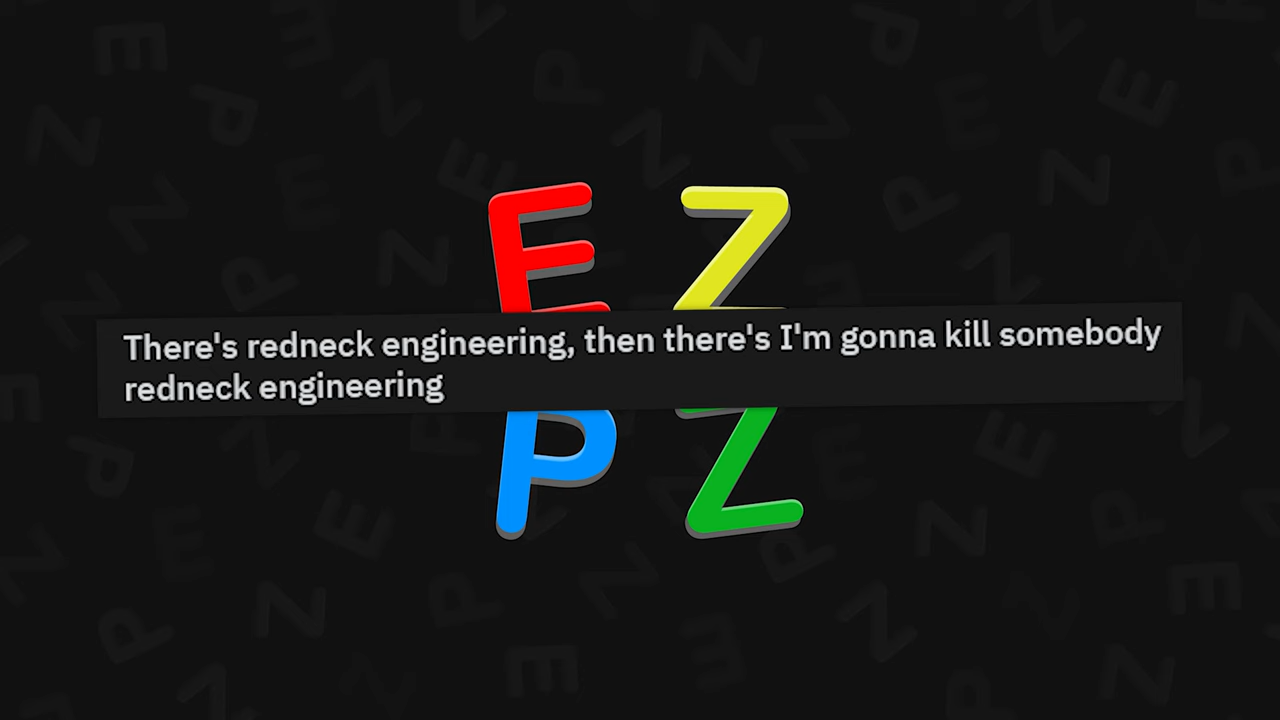 E Z
There's redneck engineering, then there's I'm gonna kill somebody
redneck engineering
P Z